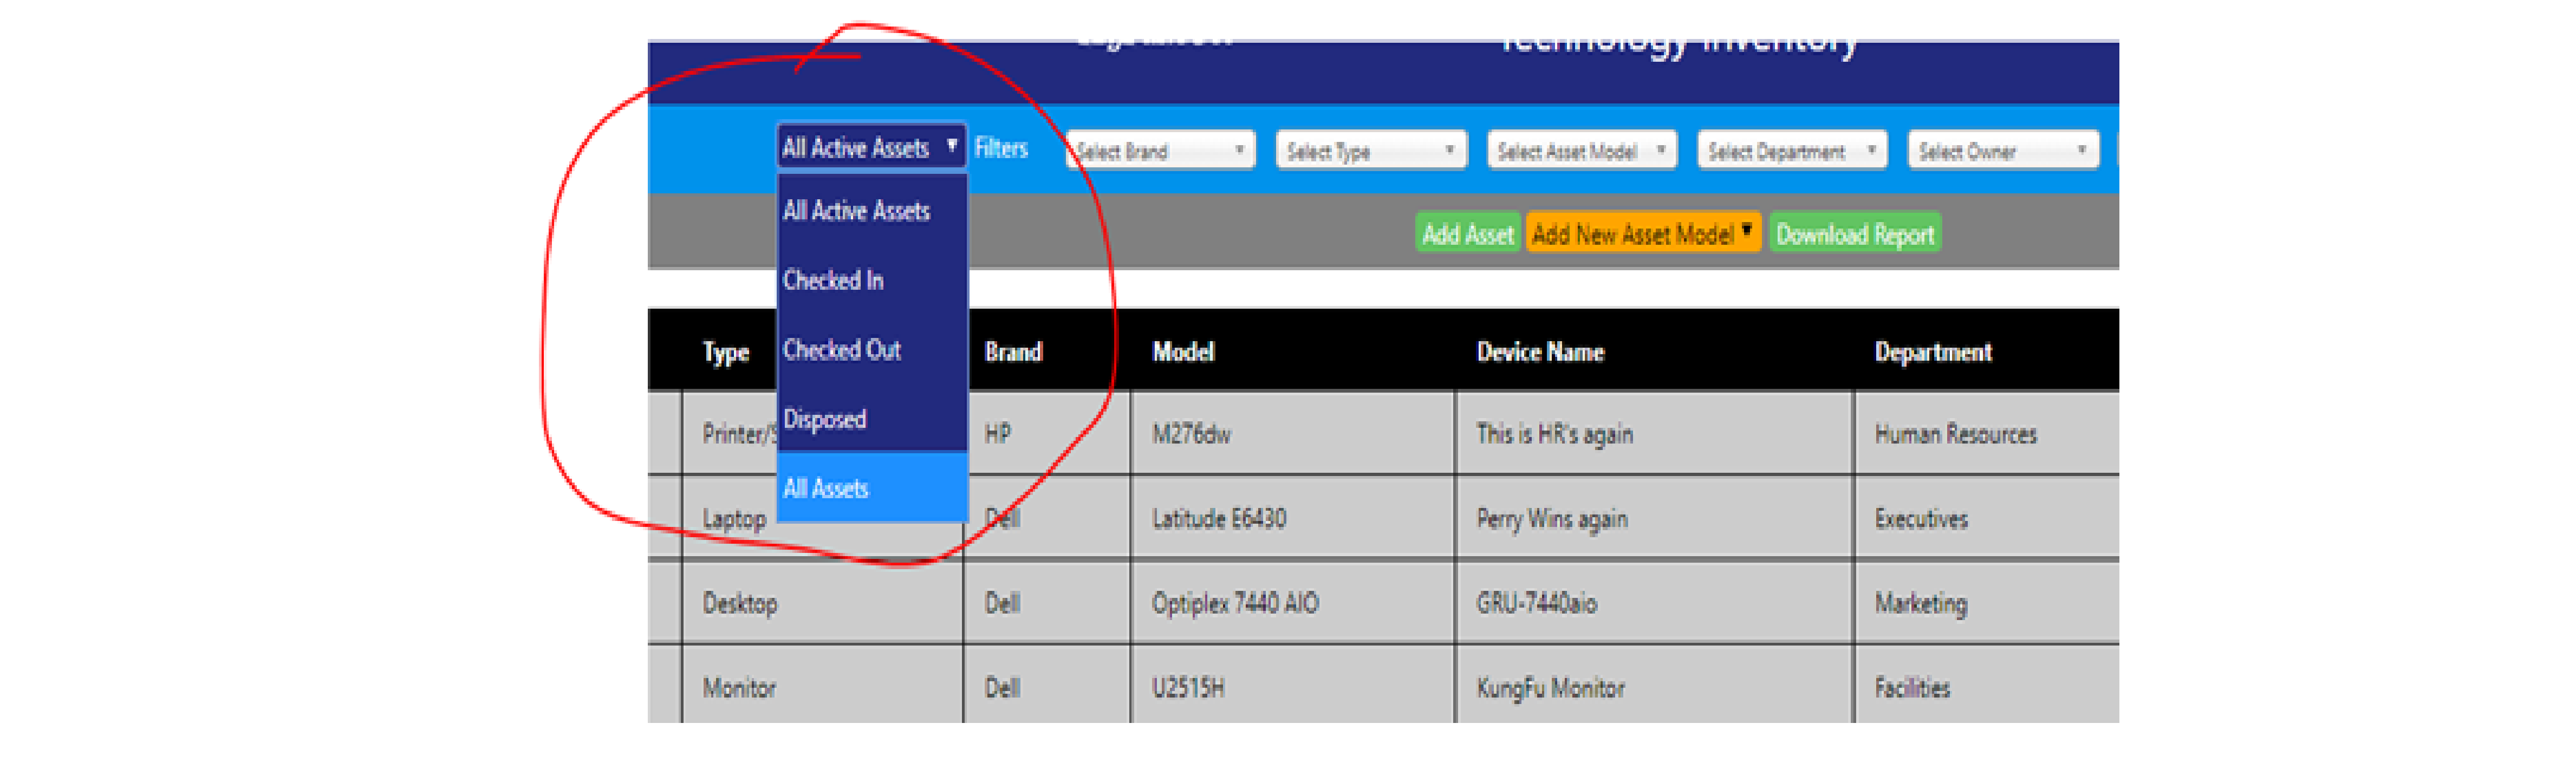 Technology Inventory
All Active Assets Filters Select Brand Select Type Select Asset Model Select Department Select Owner
All Active Assets
Add Asset Add New Asset Model Download Report
Checked In
Checked Out
Disposed
All Assets
Type Brand Model Device Name Department
Printer/S HP M276dw This is HR's again Human Resources
Laptop Dell Latitude E6430 Perry Wins again Executives
Desktop Dell Optiplex 7440 AIO GRU-7440aio Marketing
Monitor Dell U2515H KungFu Monitor Facilities